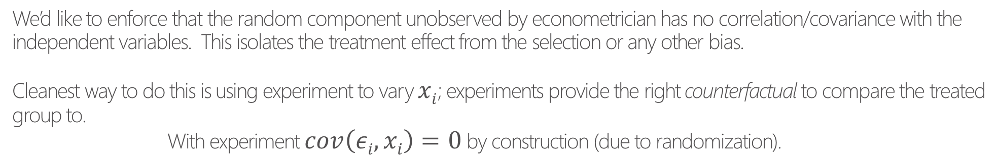 We'd like to enforce that the random component unobserved by econometrician has no correlation/covariance with the
independent variables.  This isolates the treatment effect from the selection or any other bias.
Cleanest way to do this is using experiment to vary 𝒙ᵢ; experiments provide the right counterfactual to compare the treated
group to.
With experiment 𝒄𝒐𝒗(𝝐ᵢ, 𝒙ᵢ) = 𝟎 by construction (due to randomization).